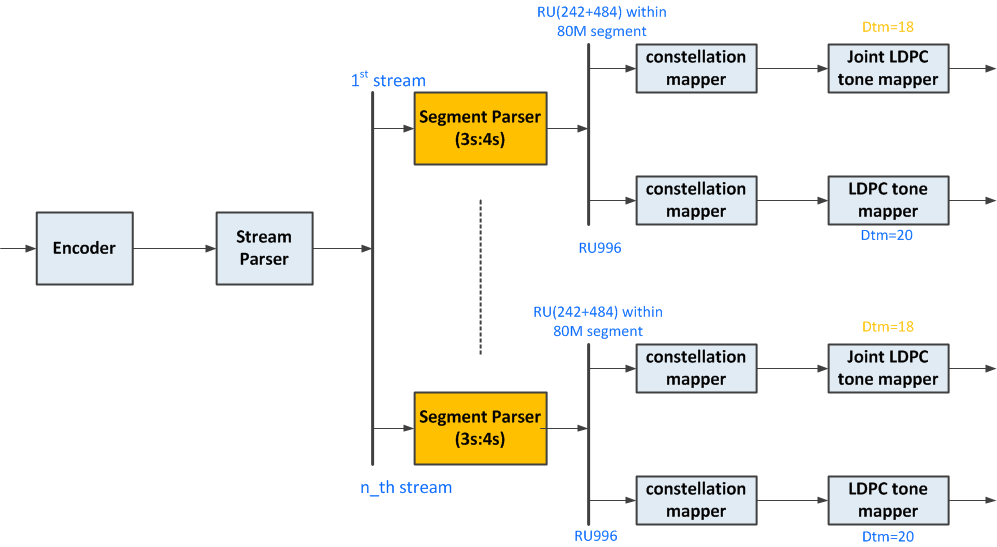 RU(242+484) within
80M segment
Dtm=18
1st stream
constellation
mapper
Joint LDPC
tone mapper
Segment Parser
(3s:4s)
constellation
mapper
LDPC tone
mapper
Encoder
Stream
Parser
RU996
Dtm=20
RU(242+484) within
80M segment
Dtm=18
constellation
mapper
Joint LDPC
tone mapper
Segment Parser
(3s:4s)
n_th stream
constellation
mapper
LDPC tone
mapper
RU996
Dtm=20